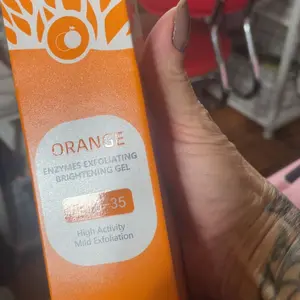 ORANGE
ENZYMES EXFOLIATING
BRIGHTENING GEL
High Activity
Mild Exfoliation